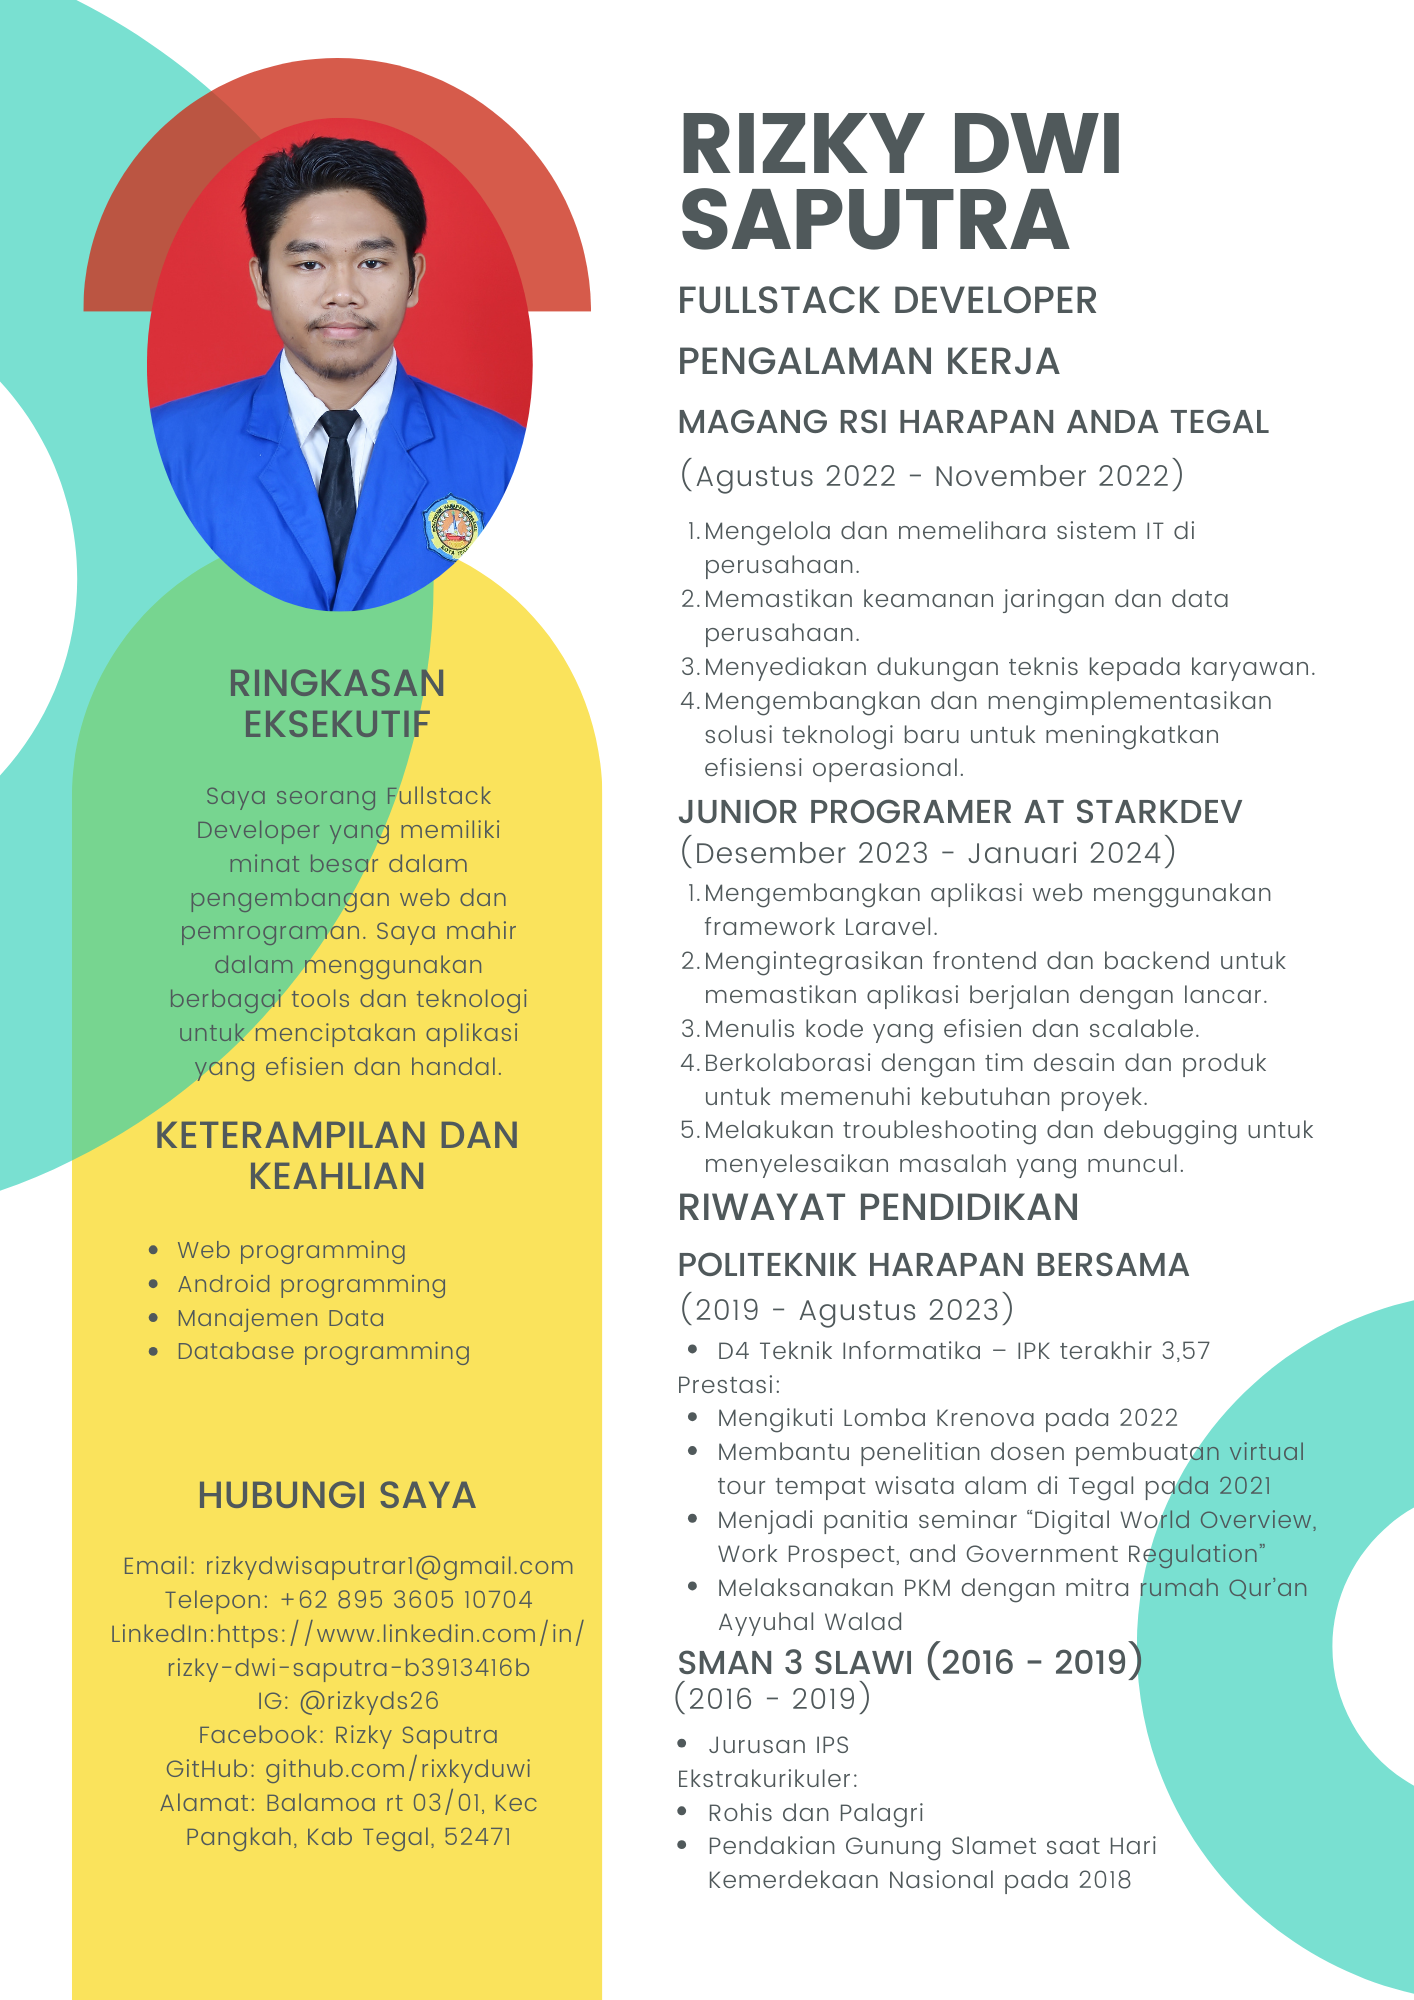 RIZKY DWI
SAPUTRA
FULLSTACK DEVELOPER
PENGALAMAN KERJA
MAGANG RSI HARAPAN ANDA TEGAL
(Agustus 2022 - November 2022)
1. Mengelola dan memelihara sistem IT di
perusahaan.
2. Memastikan keamanan jaringan dan data
perusahaan.
3. Menyediakan dukungan teknis kepada karyawan.
4. Mengembangkan dan mengimplementasikan
solusi teknologi baru untuk meningkatkan
efisiensi operasional.
JUNIOR PROGRAMER AT STARKDEV
(Desember 2023 - Januari 2024)
1. Mengembangkan aplikasi web menggunakan
framework Laravel.
2. Mengintegrasikan frontend dan backend untuk
memastikan aplikasi berjalan dengan lancar.
3. Menulis kode yang efisien dan scalable.
4. Berkolaborasi dengan tim desain dan produk
untuk memenuhi kebutuhan proyek.
5. Melakukan troubleshooting dan debugging untuk
menyelesaikan masalah yang muncul.
RIWAYAT PENDIDIKAN
POLITEKNIK HARAPAN BERSAMA
(2019 - Agustus 2023)
• D4 Teknik Informatika – IPK terakhir 3,57
Prestasi:
• Mengikuti Lomba Krenova pada 2022
• Membantu penelitian dosen pembuatan virtual
tour tempat wisata alam di Tegal pada 2021
• Menjadi panitia seminar “Digital World Overview,
Work Prospect, and Government Regulation”
• Melaksanakan PKM dengan mitra rumah Qur’an
Ayyuhal Walad
SMAN 3 SLAWI (2016 - 2019)
(2016 - 2019)
• Jurusan IPS
Ekstrakurikuler:
• Rohis dan Palagri
• Pendakian Gunung Slamet saat Hari
Kemerdekaan Nasional pada 2018
RINGKASAN
EKSEKUTIF
Saya seorang Fullstack
Developer yang memiliki
minat besar dalam
pengembangan web dan
pemrograman. Saya mahir
dalam menggunakan
berbagai tools dan teknologi
untuk menciptakan aplikasi
yang efisien dan handal.
KETERAMPILAN DAN
KEAHLIAN
• Web programming
• Android programming
• Manajemen Data
• Database programming
HUBUNGI SAYA
Email: rizkydwisaputrar1@gmail.com
Telepon: +62 895 3605 10704
LinkedIn:https://www.linkedin.com/in/
rizky-dwi-saputra-b3913416b
IG: @rizkyds26
Facebook: Rizky Saputra
GitHub: github.com/rixkyduwi
Alamat: Balamoa rt 03/01, Kec
Pangkah, Kab Tegal, 52471